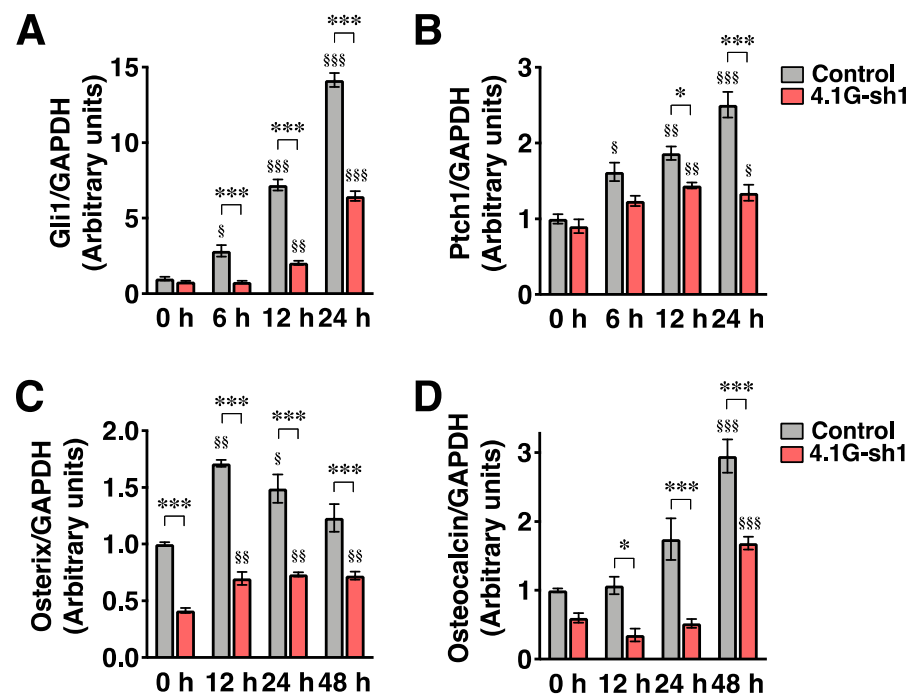 A
Gli1/GAPDH
(Arbitrary units)
15
10
5
0
§
***
§§§
***
§§
§§§
***
§§§
0 h 6 h 12 h 24 h
B
Ptch1/GAPDH
(Arbitrary units)
3
2
1
0
§
§§
*
§§
§§§
***
§
0 h 6 h 12 h 24 h
Control
4.1G-sh1
C
Osterix/GAPDH
(Arbitrary units)
2.0
1.5
1.0
0.5
0.0
***
§§
***
§§
§
***
§§
***
§§
0 h 12 h 24 h 48 h
D
Osteocalcin/GAPDH
(Arbitrary units)
3
2
1
0
*
***
§§§
***
§§§
0 h 12 h 24 h 48 h
Control
4.1G-sh1